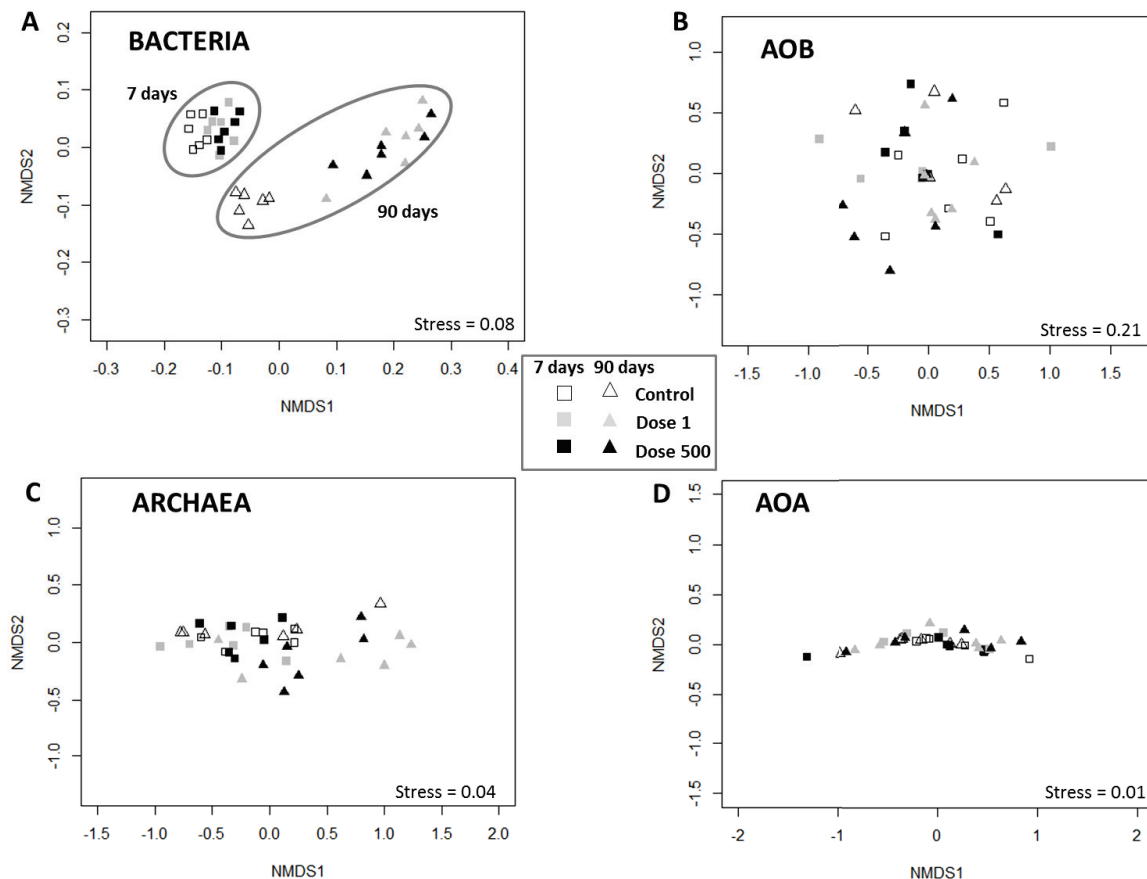 A
BACTERIA
0.2
0.1
0.0
-0.1
-0.2
-0.3
NMDS2
7 days
90 days
Stress = 0.08
-0.3 -0.2 -0.1 0.0 0.1 0.2 0.3 0.4
NMDS1
B
AOB
1.0
0.5
0.0
-0.5
-1.0
NMDS2
Stress = 0.21
-1.5 -1.0 -0.5 0.0 0.5 1.0 1.5
NMDS1
7 days 90 days
Control
Dose 1
Dose 500
C
ARCHAEA
1.0
0.5
0.0
-0.5
-1.0
NMDS2
Stress = 0.04
-1.5 -1.0 -0.5 0.0 0.5 1.0 1.5 2.0
NMDS1
D
AOA
1.5
1.0
0.5
0.0
-0.5
-1.0
-1.5
NMDS2
Stress = 0.01
-2 -1 0 1 2
NMDS1